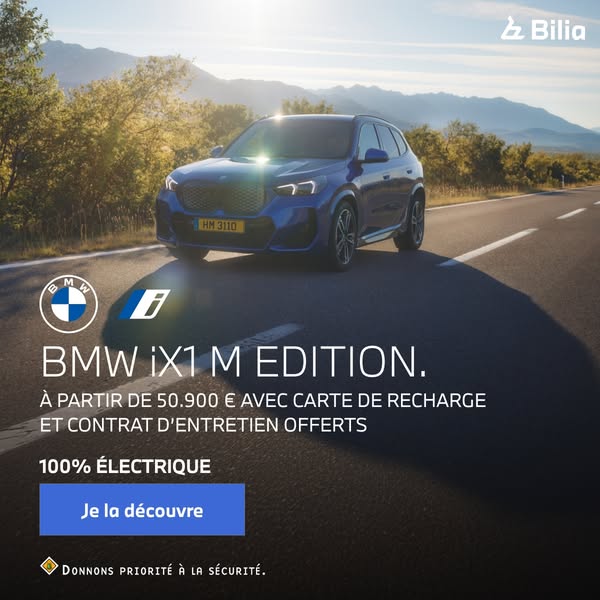 Bilia
HM 3110
BMW
i
BMW iX1 M EDITION.
À PARTIR DE 50.900 € AVEC CARTE DE RECHARGE
ET CONTRAT D'ENTRETIEN OFFERTS
100% ÉLECTRIQUE
Je la découvre
Donnons priorité à la sécurité.